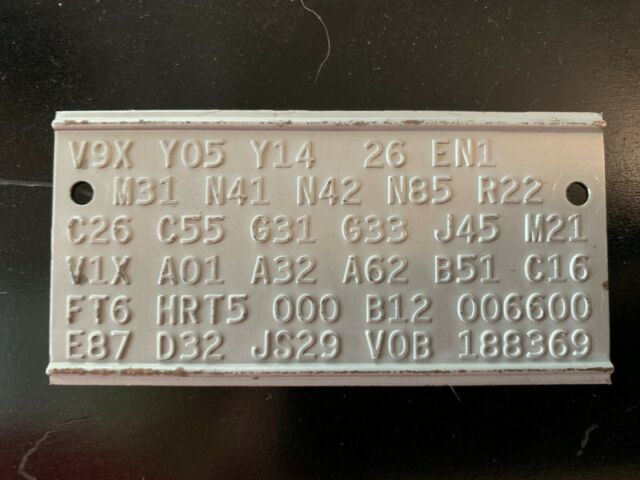 V9X Y05 Y14 26 EN1
M31 N41 N42 N85 R22
C26 C55 G31 G33 J45 M21
V1X A01 A32 A62 B51 C16
FT6 HRT5 000 B12 006600
E87 D32 JS29 V0B 188369